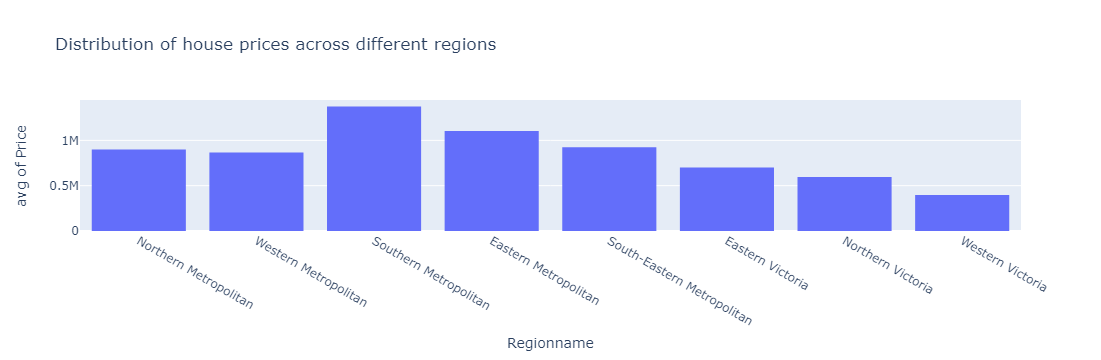 Distribution of house prices across different regions
avg of Price
1M
0.5M
0
Northern Metropolitan
Western Metropolitan
Southern Metropolitan
Eastern Metropolitan
South-Eastern Metropolitan
Eastern Victoria
Northern Victoria
Western Victoria
Regionname